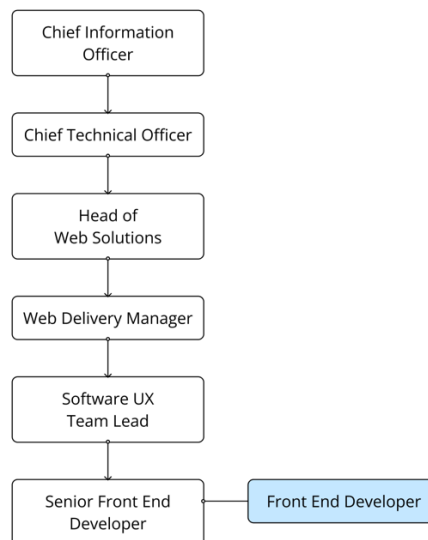 Chief Information
Officer
Chief Technical Officer
Head of
Web Solutions
Web Delivery Manager
Software UX
Team Lead
Senior Front End
Developer
Front End Developer